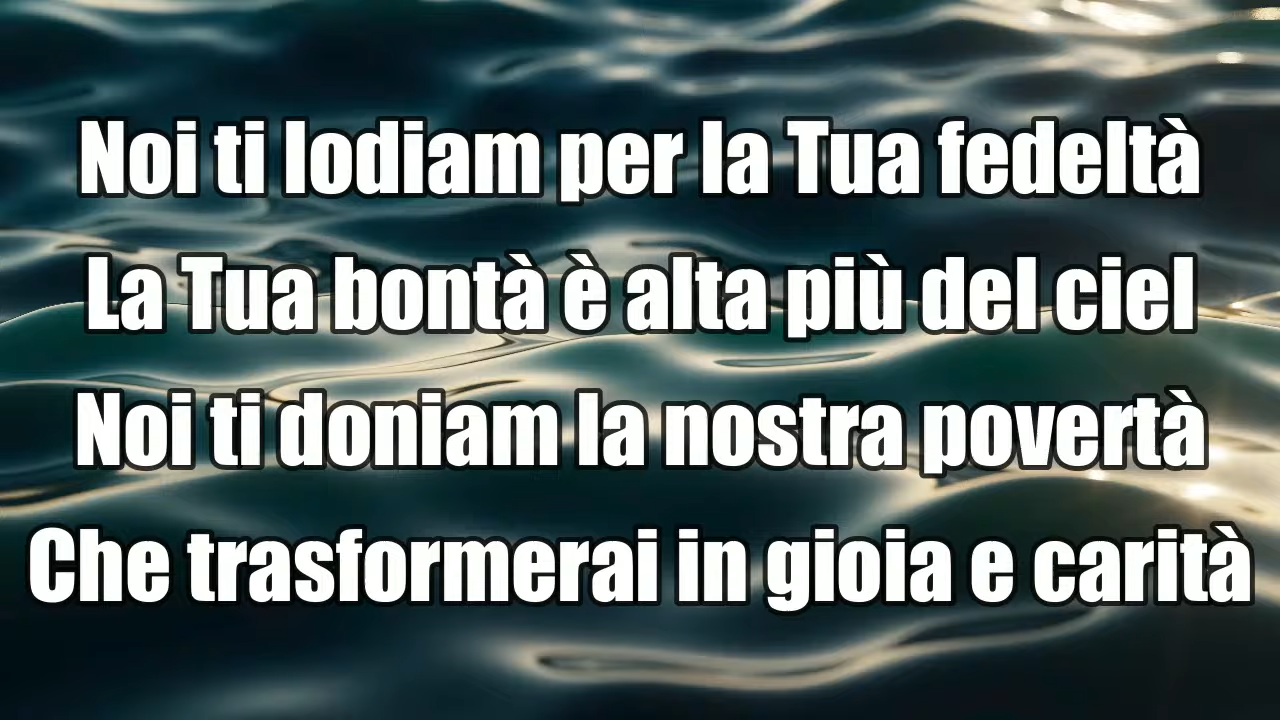 Noi ti lodiam per la Tua fedeltà
La Tua bontà è alta più del ciel
Noi ti doniam la nostra povertà
Che trasformerai in gioia e carità